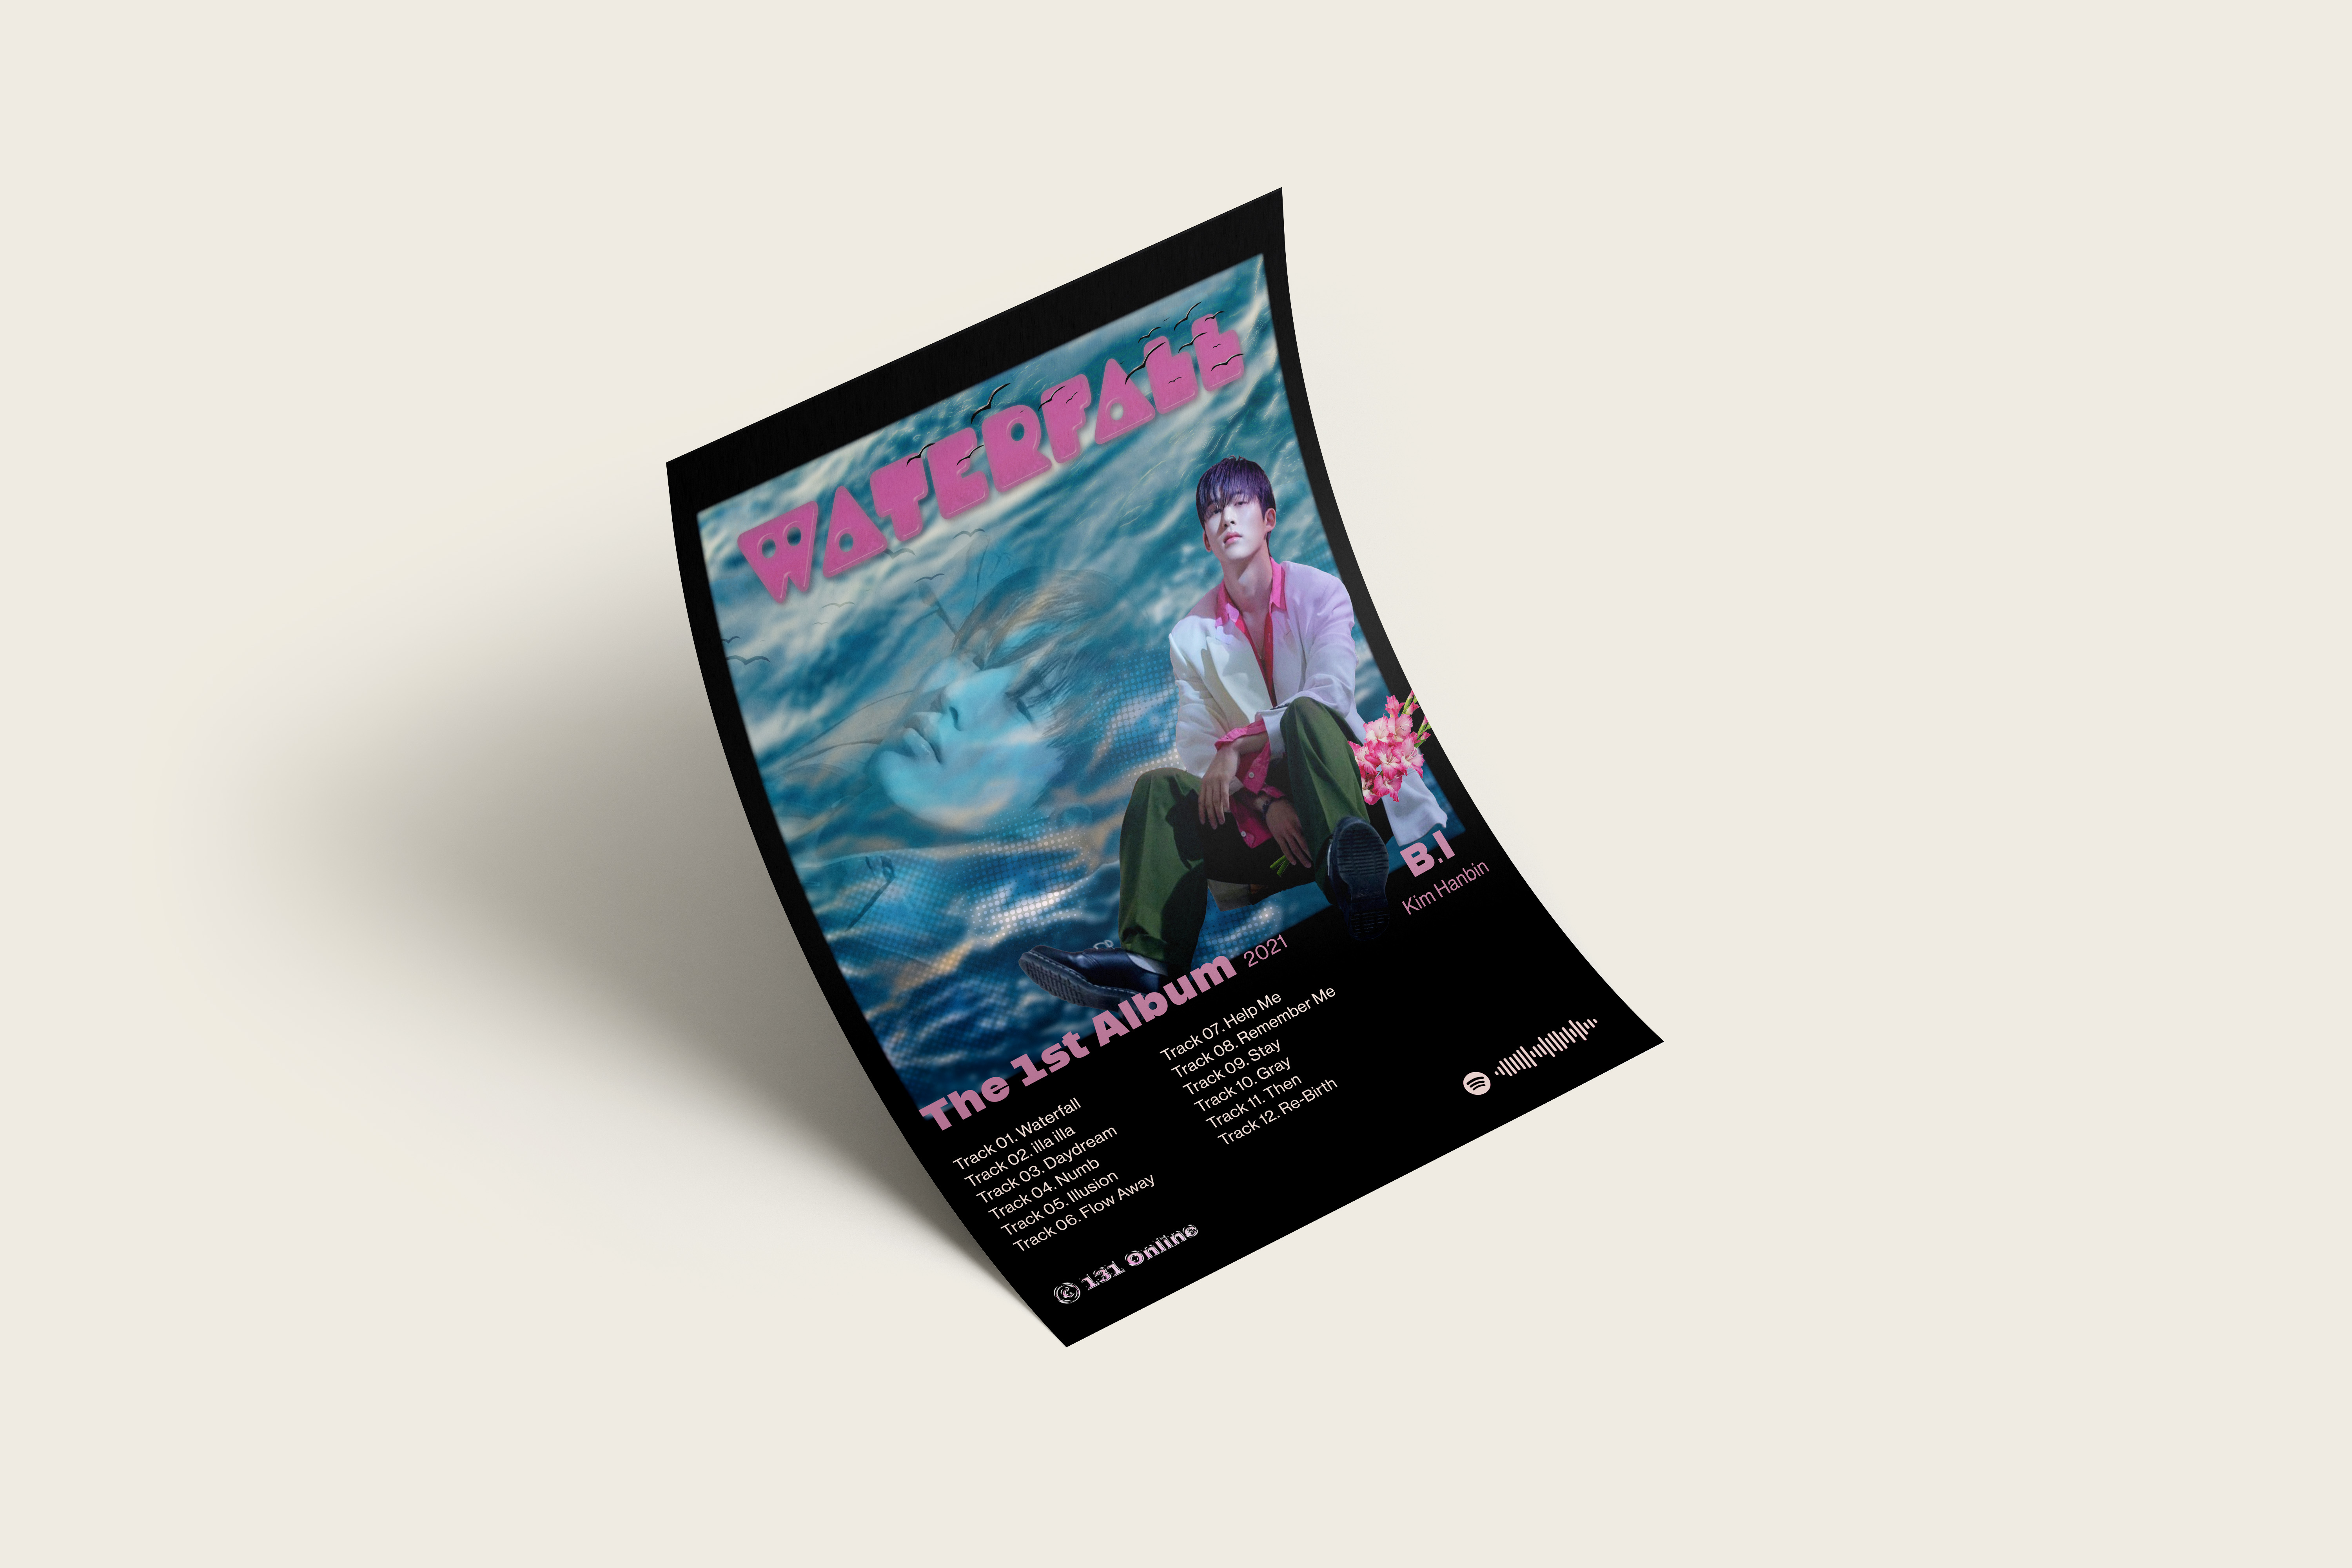 WATERFALL
B.I
Kim Hanbin
The 1st Album 2021
Track 01. Waterfall
Track 02. illa illa
Track 03. Daydream
Track 04. Numb
Track 05. Illusion
Track 06. Flow Away
Track 07. Help Me
Track 08. Remember Me
Track 09. Stay
Track 10. Gray
Track 11. Then
Track 12. Re-Birth
131 Online